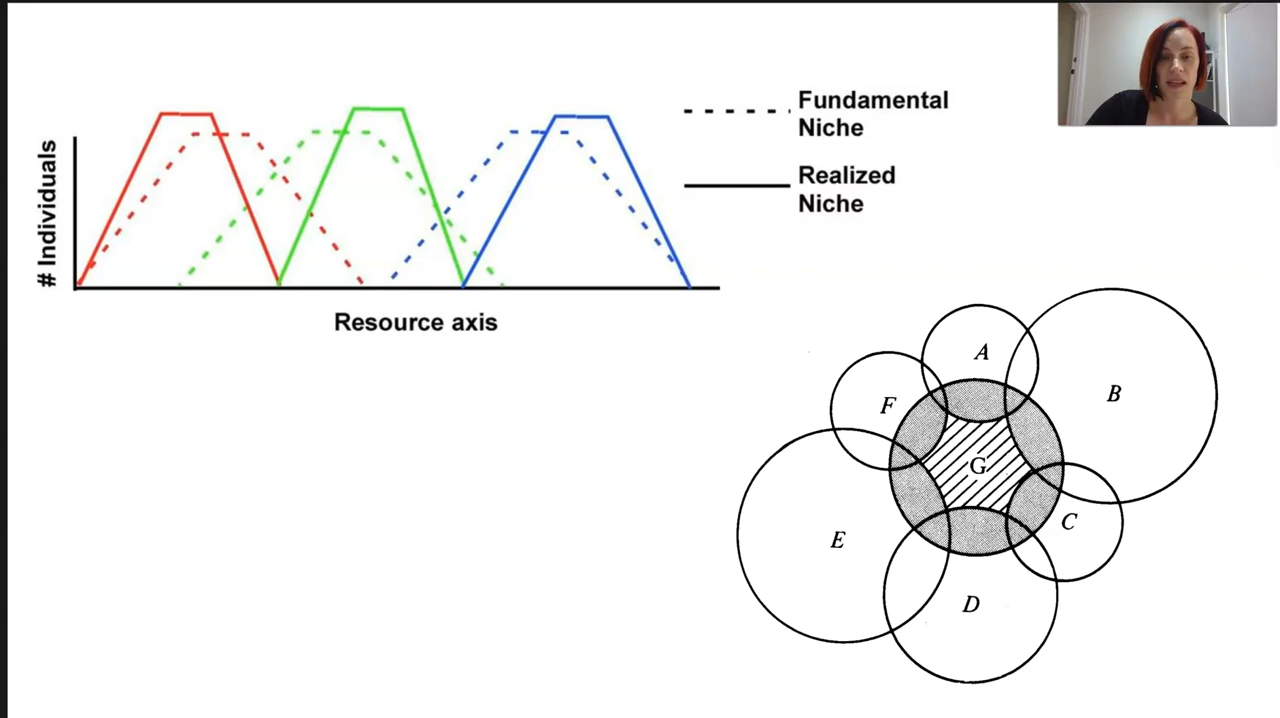 # Individuals
Resource axis
Fundamental
Niche
Realized
Niche
A
B
F
G
C
E
D